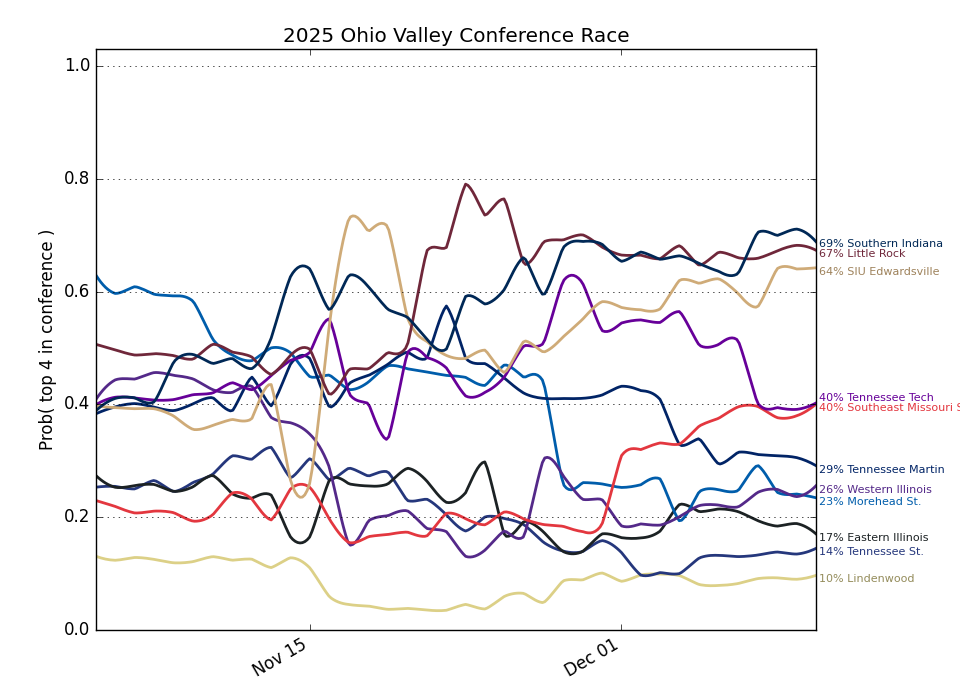 2025 Ohio Valley Conference Race
Prob( top 4 in conference )
1.0
0.8
0.6
0.4
0.2
0.0
Nov 15
Dec 01
69% Southern Indiana
67% Little Rock
64% SIU Edwardsville
40% Tennessee Tech
40% Southeast Missouri S
29% Tennessee Martin
26% Western Illinois
23% Morehead St.
17% Eastern Illinois
14% Tennessee St.
10% Lindenwood